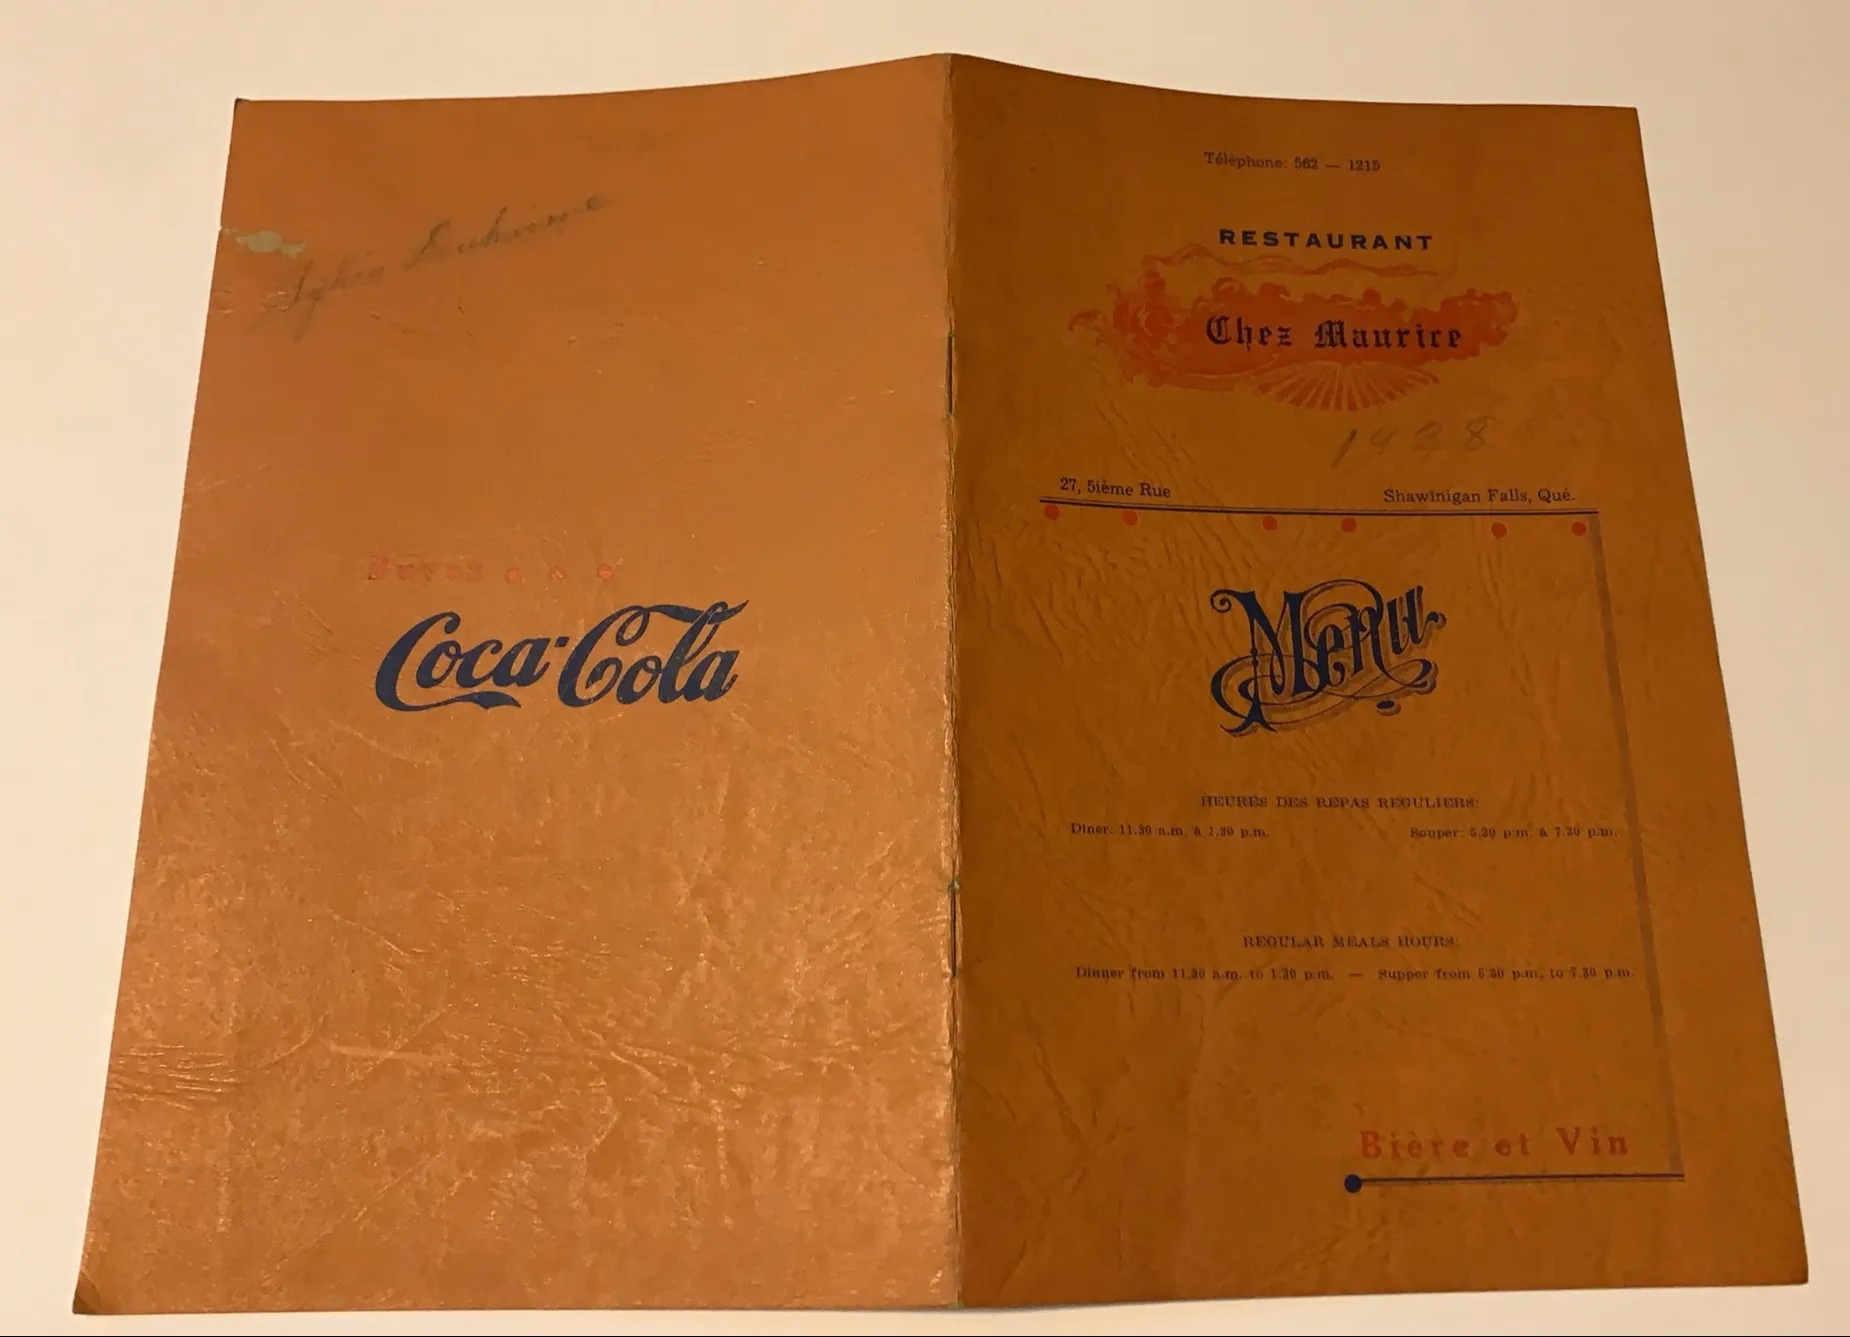 Buvez . . .
Coca-Cola
Téléphone: 562 — 1215
RESTAURANT
Chez Maurice
1938
27, 5ième Rue Shawinigan Falls, Qué.
Menu
HEURES DES REPAS REGULIERS:
Diner: 11.30 a.m. à 1.30 p.m. Souper: 5.30 p.m. à 7.30 p.m.
REGULAR MEALS HOURS:
Dinner from 11.30 a.m. to 1.30 p.m. — Supper from 5.30 p.m. to 7.30 p.m.
Bière et Vin